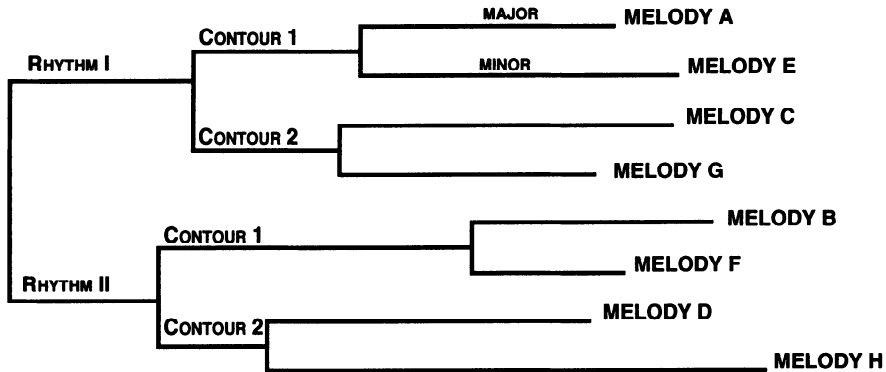 MAJOR
MELODY A
CONTOUR 1
RHYTHM I
MINOR
MELODY E
MELODY C
CONTOUR 2
MELODY G
MELODY B
CONTOUR 1
MELODY F
RHYTHM II
MELODY D
CONTOUR 2
MELODY H